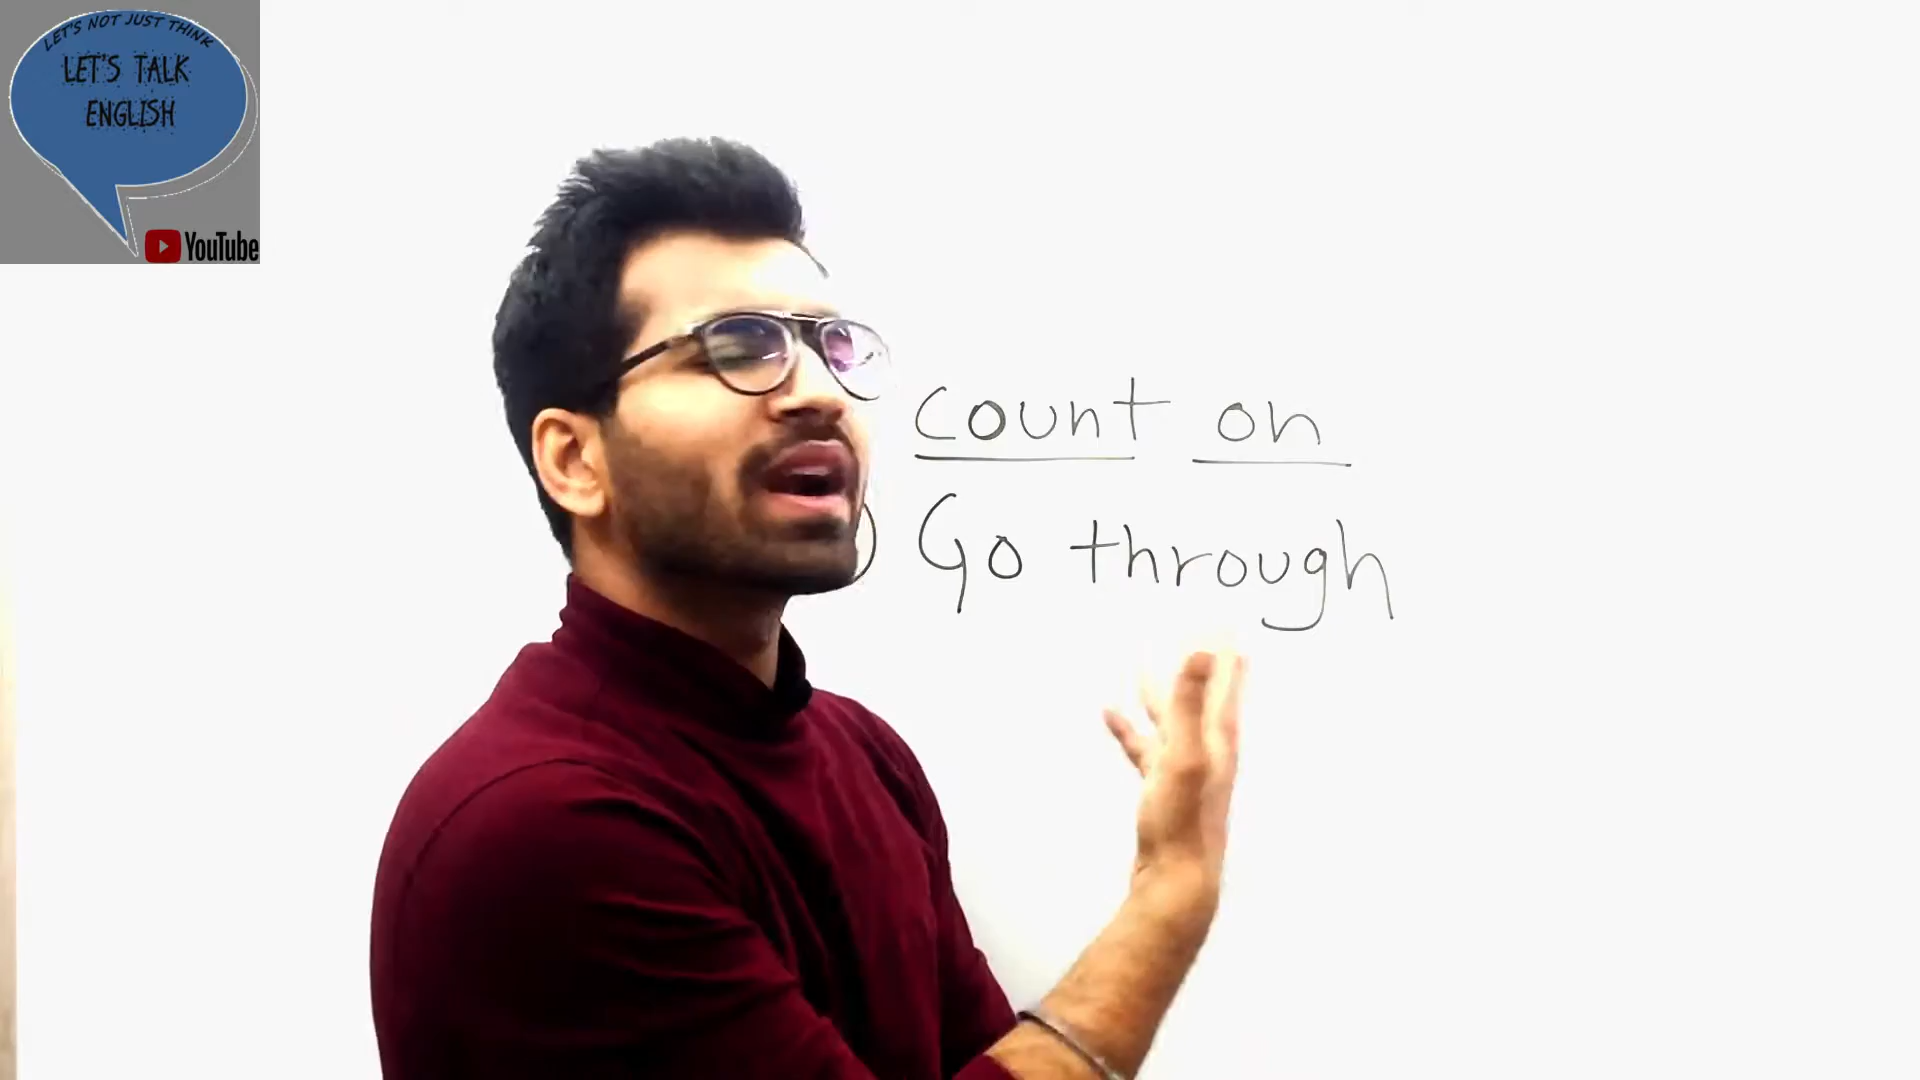 LET'S NOT JUST THINK
LET'S TALK
ENGLISH
YouTube
count on
) Go through